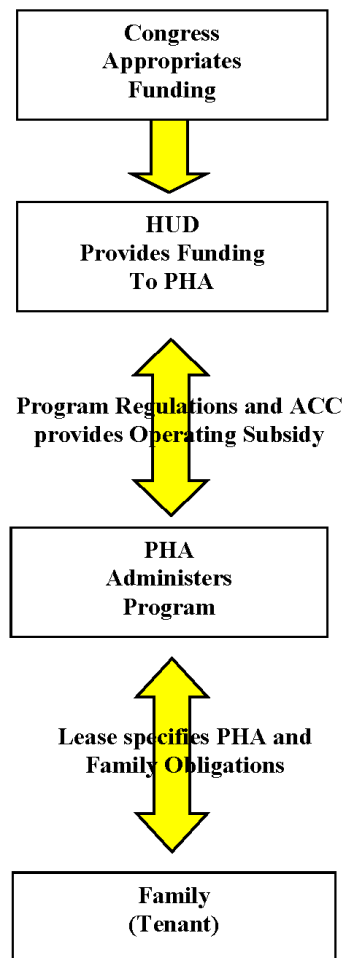 Congress
Appropriates
Funding
HUD
Provides Funding
To PHA
Program Regulations and ACC
provides Operating Subsidy
PHA
Administers
Program
Lease specifies PHA and
Family Obligations
Family
(Tenant)